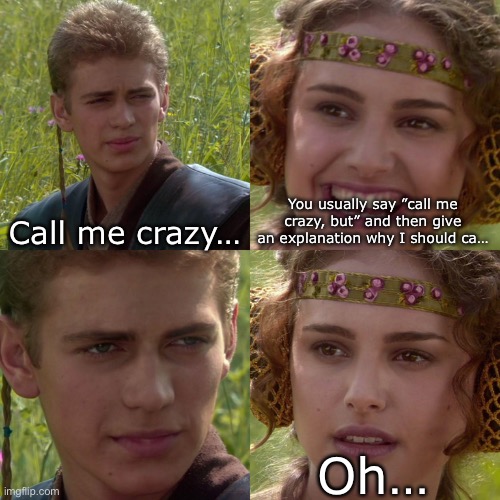 Call me crazy...
You usually say ”call me
crazy, but” and then give
an explanation why I should ca...
Oh...
imgflip.com